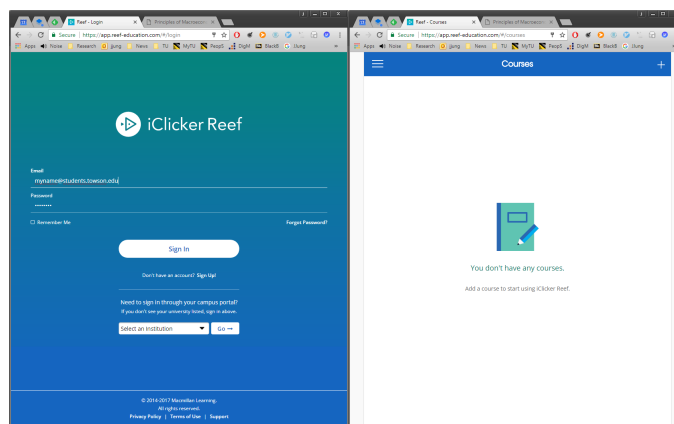 Reef - Login
Principles of Macroecon
Secure | https://app.reef-education.com/#/login
Apps Noise Research jjung News TU MyTU PeopS DigM BlackB JJung
iClicker Reef
Email
myname@students.towson.edu
Password
Remember Me
Forgot Password?
Sign In
Don't have an account? Sign Up!
Need to sign in through your campus portal?
If you don't see your university listed, sign in above.
Select an Institution
Go →
© 2014-2017 Macmillan Learning.
All rights reserved.
Privacy Policy | Terms of Use | Support
Reef - Courses
Principles of Macroecon
Secure | https://app.reef-education.com/#/courses
Apps Noise Research jjung News TU MyTU PeopS DigM BlackB JJung
Courses
You don't have any courses.
Add a course to start using iClicker Reef.